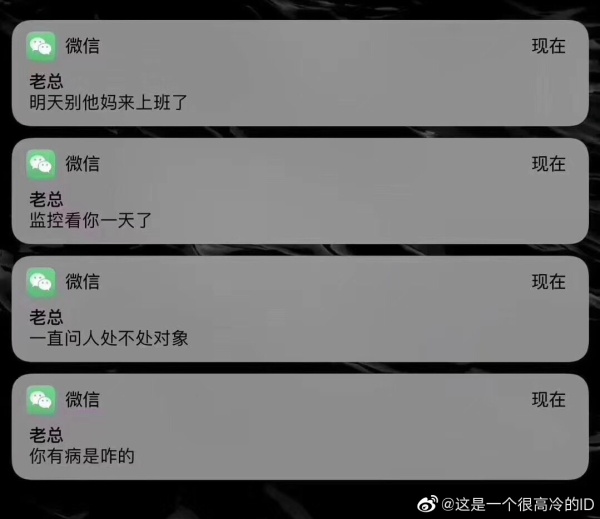 微信 现在
老总
明天别他妈来上班了
微信 现在
老总
监控看你一天了
微信 现在
老总
一直问人处不处对象
微信 现在
老总
你有病是咋的
@这是一个很高冷的ID